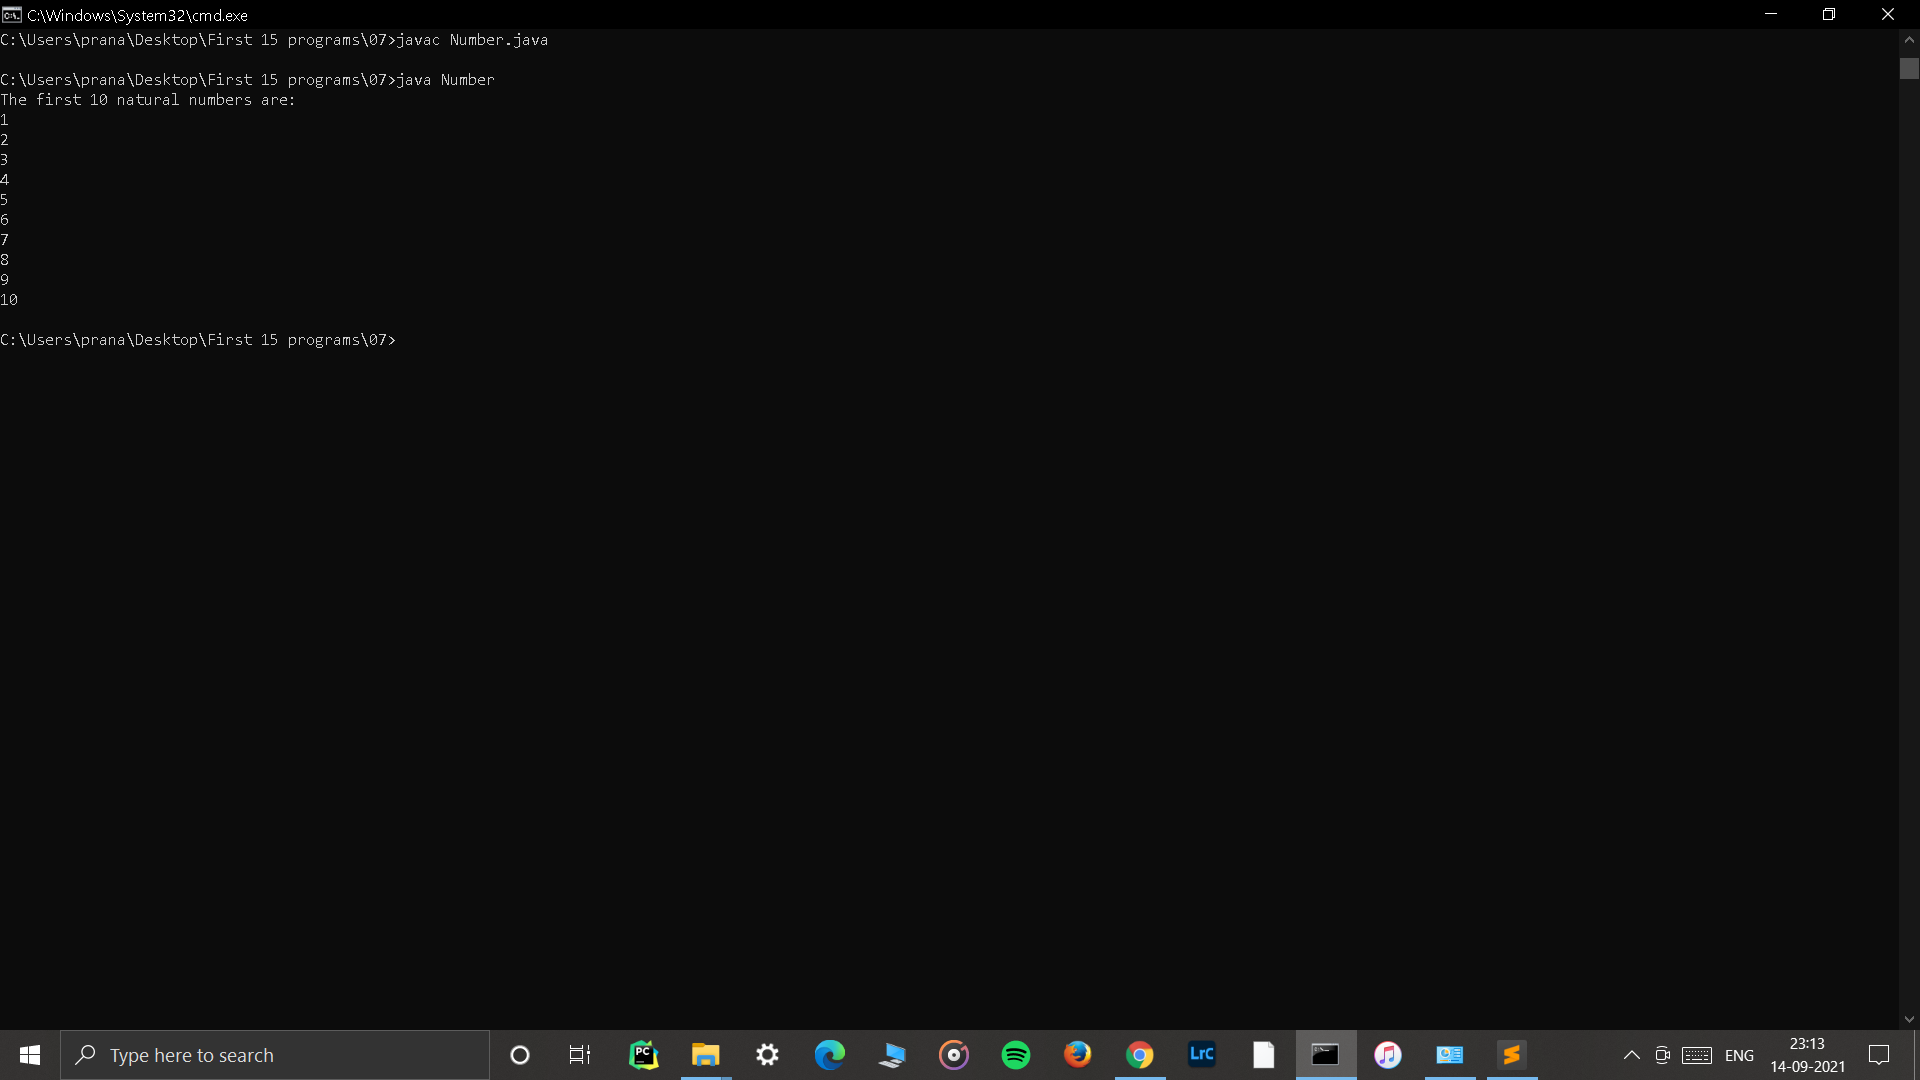 C:\Windows\System32\cmd.exe
C:\Users\prana\Desktop\First 15 programs\07>javac Number.java
C:\Users\prana\Desktop\First 15 programs\07>java Number
The first 10 natural numbers are:
1
2
3
4
5
6
7
8
9
10
C:\Users\prana\Desktop\First 15 programs\07>
Type here to search
PC
LrC
ENG
23:13
14-09-2021